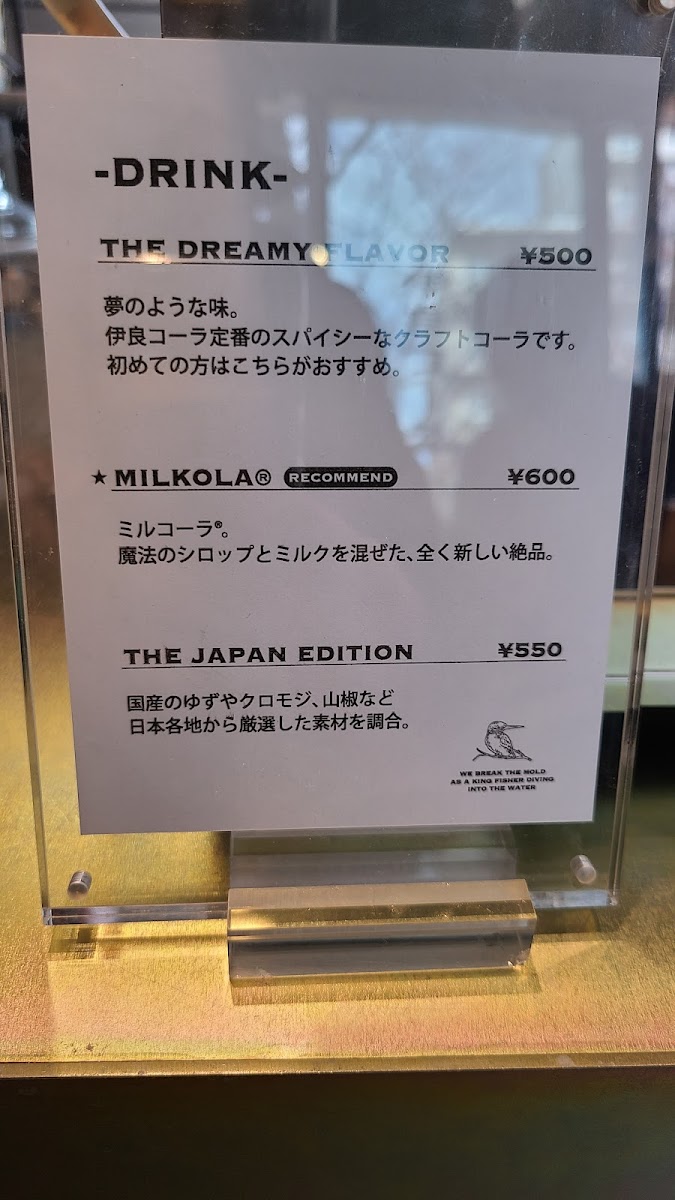 -DRINK-
THE DREAMY FLAVOR ¥500
夢のような味。
伊良コーラ定番のスパイシーなクラフトコーラです。
初めての方はこちらがおすすめ。
★ MILKOLA® RECOMMEND ¥600
ミルコーラ®。
魔法のシロップとミルクを混ぜた、全く新しい絶品。
THE JAPAN EDITION ¥550
国産のゆずやクロモジ、山椒など
日本各地から厳選した素材を調合。
WE BREAK THE MOLD
AS A KING FISHER DIVING
INTO THE WATER